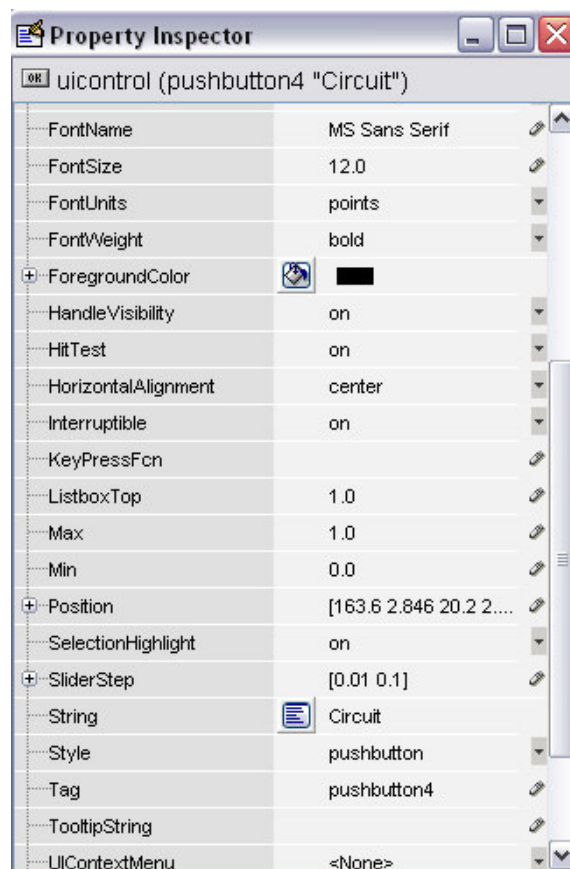 Property Inspector
OK uicontrol (pushbutton4 "Circuit")
FontName MS Sans Serif
FontSize 12.0
FontUnits points
FontWeight bold
ForegroundColor
HandleVisibility on
HitTest on
HorizontalAlignment center
Interruptible on
KeyPressFcn
ListboxTop 1.0
Max 1.0
Min 0.0
Position [163.6 2.846 20.2 2....
SelectionHighlight on
SliderStep [0.01 0.1]
String Circuit
Style pushbutton
Tag pushbutton4
TooltipString
UIContextMenu <None>